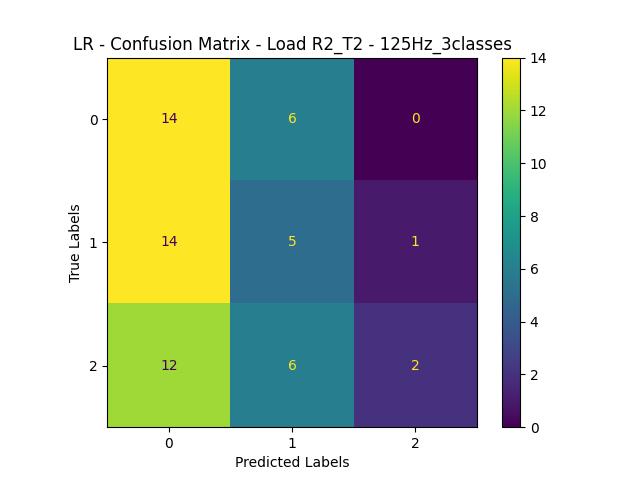 LR - Confusion Matrix - Load R2_T2 - 125Hz_3classes
True Labels
0 14 6 0
1 14 5 1
2 12 6 2
0 1 2
Predicted Labels
14
12
10
8
6
4
2
0